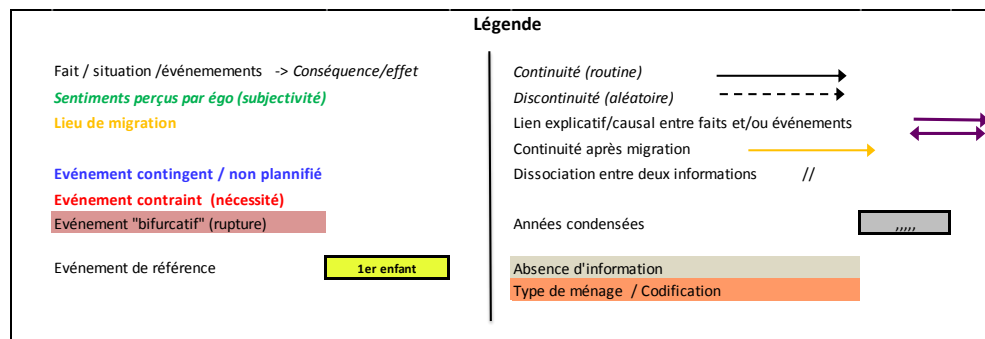 Légende
Fait / situation /événemements -> Conséquence/effet
Sentiments perçus par égo (subjectivité)
Lieu de migration
Evénement contingent / non plannifié
Evénement contraint (nécessité)
Evénement "bifurcatif" (rupture)
Evénement de référence
1er enfant
Continuité (routine)
Discontinuité (aléatoire)
Lien explicatif/causal entre faits et/ou événements
Continuité après migration
Dissociation entre deux informations //
Années condensées
,,,,,
Absence d'information
Type de ménage / Codification